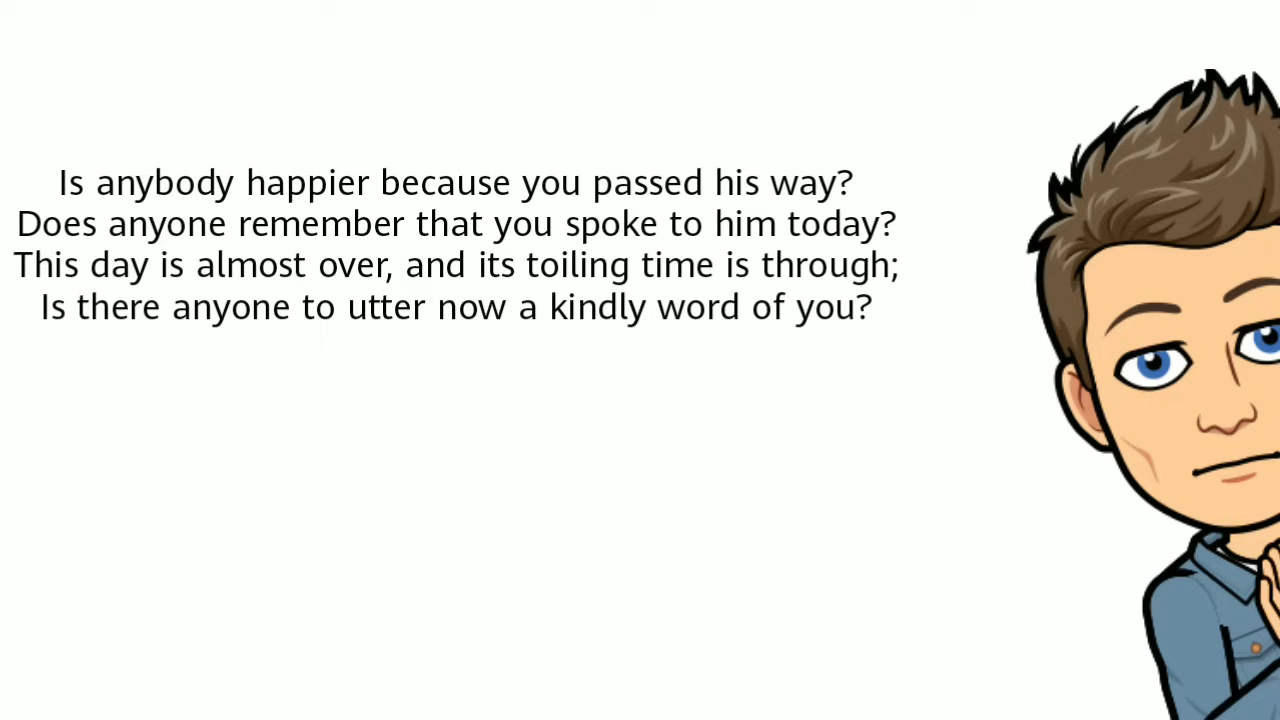 Is anybody happier because you passed his way?
Does anyone remember that you spoke to him today?
This day is almost over, and its toiling time is through;
Is there anyone to utter now a kindly word of you?